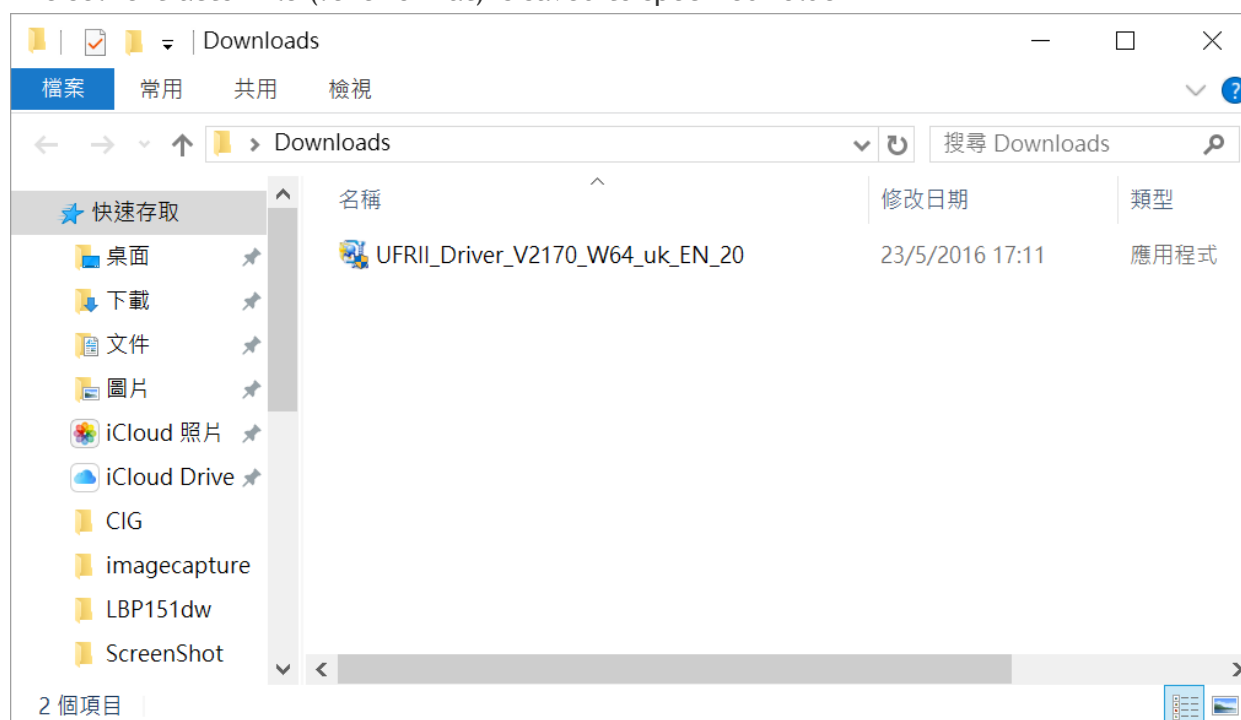 Downloads
檔案 常用 共用 檢視
Downloads 搜尋 Downloads
名稱 修改日期 類型
快速存取
UFRII_Driver_V2170_W64_uk_EN_20 23/5/2016 17:11 應用程式
桌面
下載
文件
圖片
iCloud 照片
iCloud Drive
CIG
imagecapture
LBP151dw
ScreenShot
2 個項目